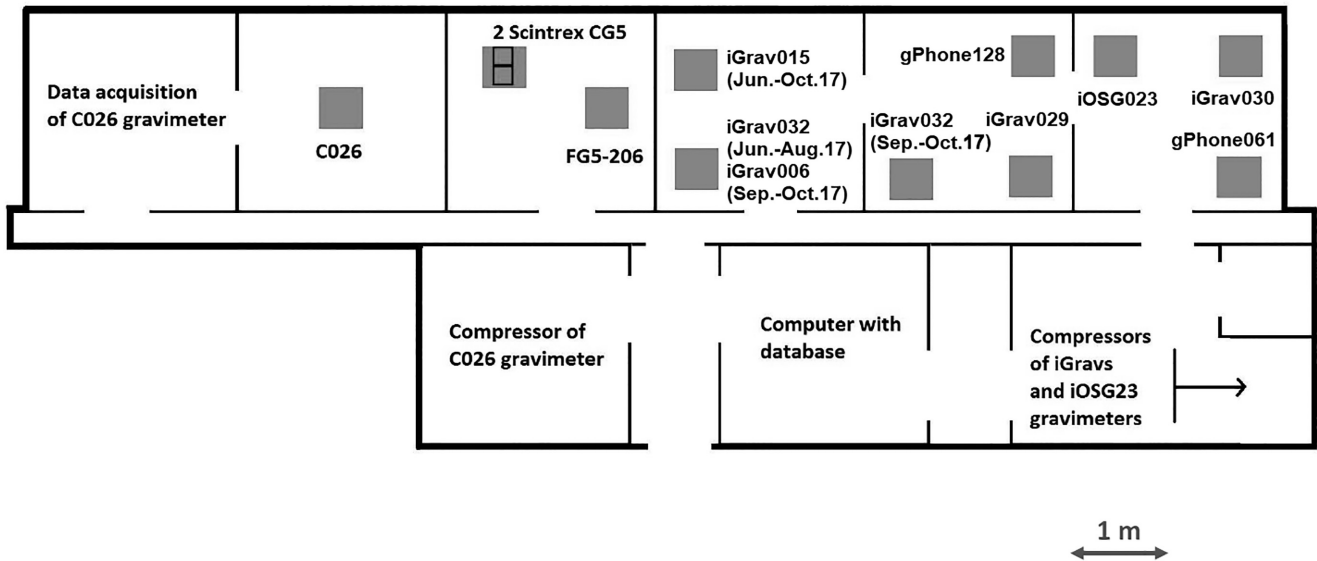 Data acquisition
of C026 gravimeter
C026
2 Scintrex CG5
FG5-206
iGrav015
(Jun.-Oct.17)
iGrav032
(Jun.-Aug.17)
iGrav006
(Sep.-Oct.17)
gPhone128
iGrav032
(Sep.-Oct.17)
iGrav029
iOSG023
iGrav030
gPhone061
Compressor of
C026 gravimeter
Computer with
database
Compressors
of iGravs
and iOSG23
gravimeters
1 m